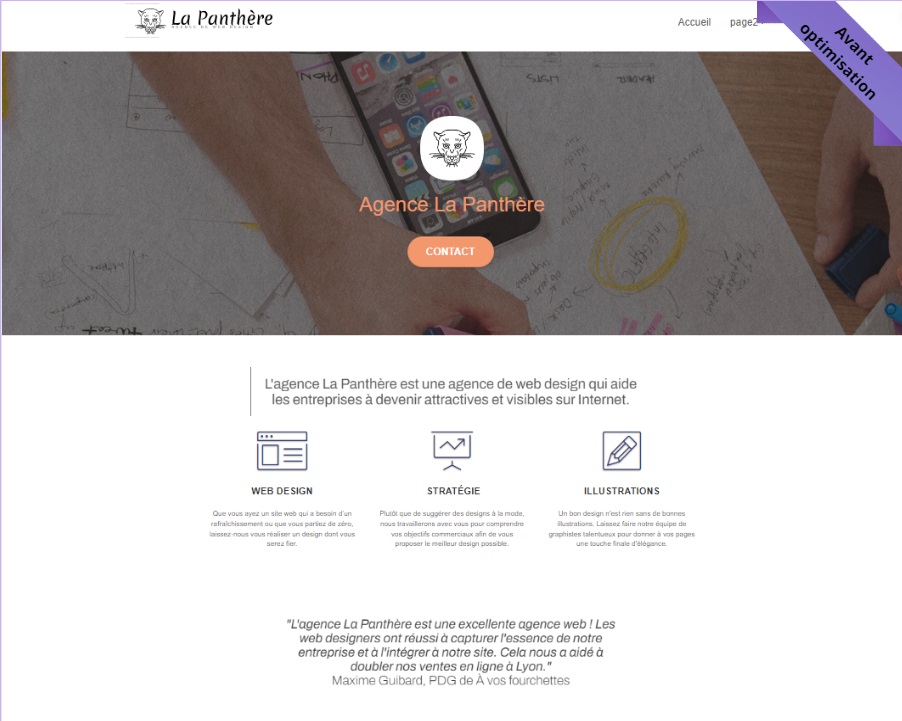 La Panthère
AGENCE DE WEB DESIGN
Accueil
page2
Avant
optimisation
LISTS
HEADER
Agence La Panthère
CONTACT
L'agence La Panthère est une agence de web design qui aide
les entreprises à devenir attractives et visibles sur Internet.
WEB DESIGN
Que vous ayez un site web qui a besoin d'un
rafraîchissement ou que vous partiez de zéro,
laissez-nous vous réaliser un design dont vous
serez fier.
STRATÉGIE
Plutôt que de suggérer des designs à la mode,
nous travaillerons avec vous pour comprendre
vos objectifs commerciaux afin de vous
proposer le meilleur design possible.
ILLUSTRATIONS
Un bon design n'est rien sans de bonnes
illustrations. Laissez faire notre équipe de
graphistes talentueux pour donner à vos pages
une touche finale d'élégance.
"L'agence La Panthère est une excellente agence web ! Les
web designers ont réussi à capturer l'essence de notre
entreprise et à l'intégrer à notre site. Cela nous a aidé à
doubler nos ventes en ligne à Lyon."
Maxime Guibard, PDG de À vos fourchettes